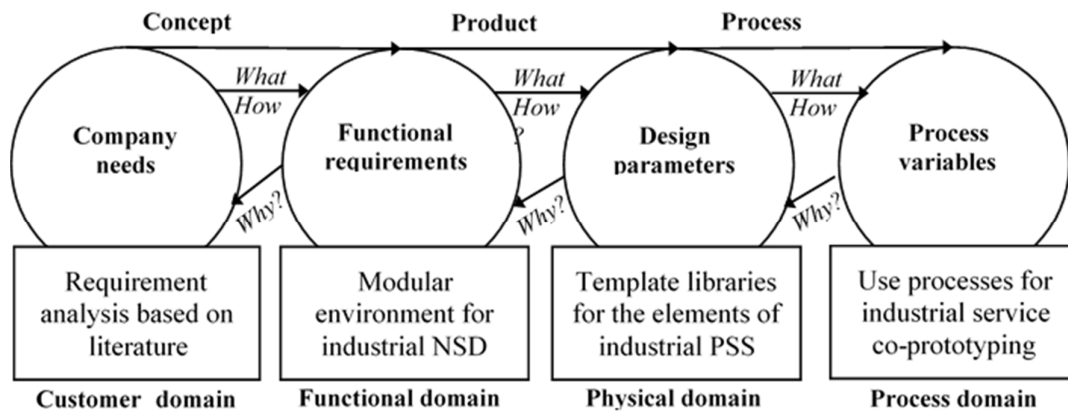 Concept Product Process
What What What
How How How
?
Company needs
Functional requirements
Design parameters
Process variables
Why? Why? Why?
Requirement analysis based on literature
Modular environment for industrial NSD
Template libraries for the elements of industrial PSS
Use processes for industrial service co-prototyping
Customer domain Functional domain Physical domain Process domain